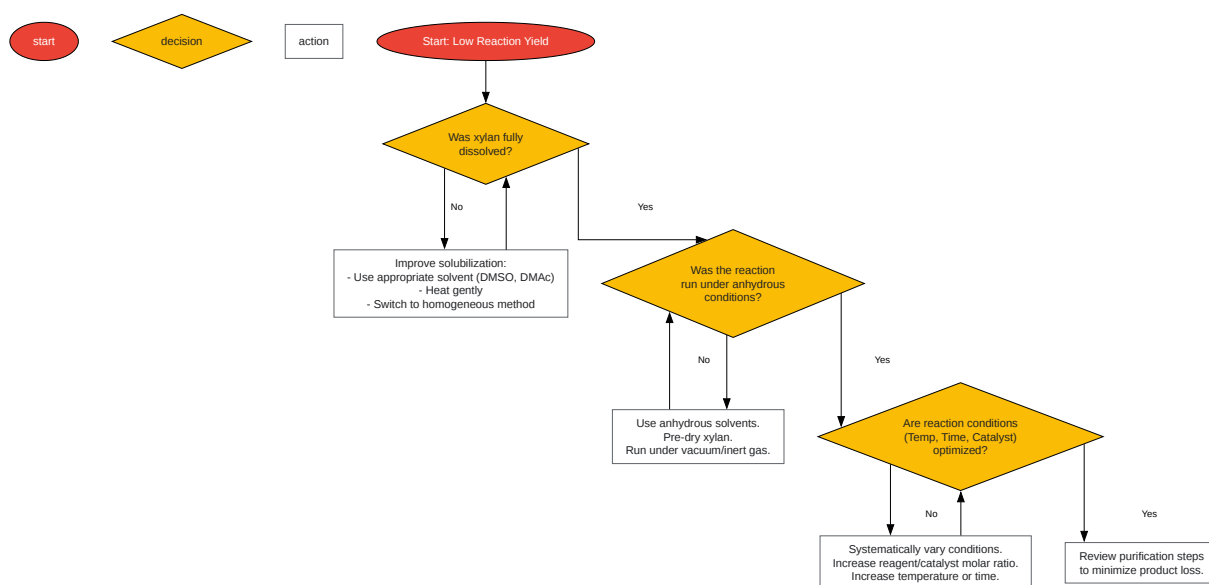 start
decision
action
Start: Low Reaction Yield
Was xylan fully
dissolved?
No
Yes
Improve solubilization:
- Use appropriate solvent (DMSO, DMAc)
- Heat gently
- Switch to homogeneous method
Was the reaction
run under anhydrous
conditions?
No
Yes
Use anhydrous solvents.
Pre-dry xylan.
Run under vacuum/inert gas.
Are reaction conditions
(Temp, Time, Catalyst)
optimized?
No
Yes
Systematically vary conditions.
Increase reagent/catalyst molar ratio.
Increase temperature or time.
Review purification steps
to minimize product loss.